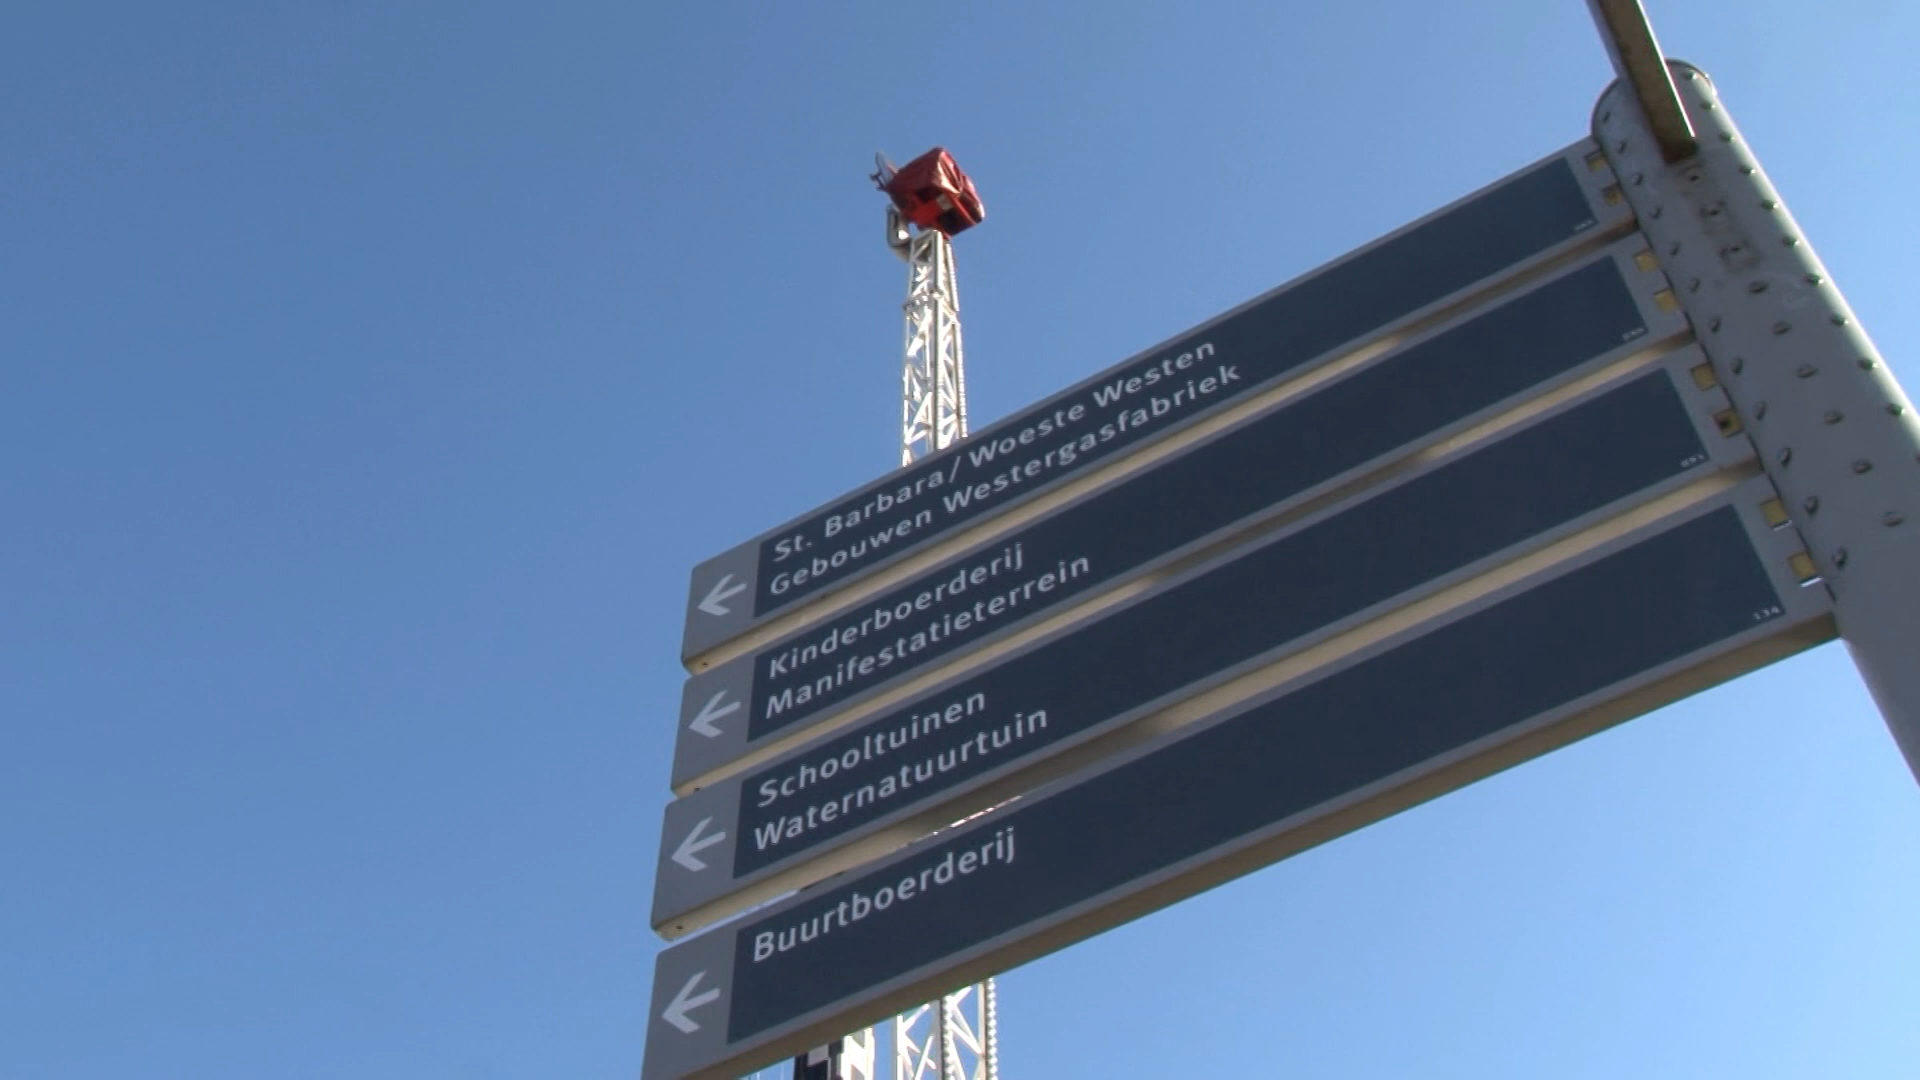 St. Barbara/Woeste Westen
Gebouwen Westergasfabriek
Kinderboerderij
Manifestatieterrein
Schooltuinen
Waternatuurtuin
Buurtboerderij